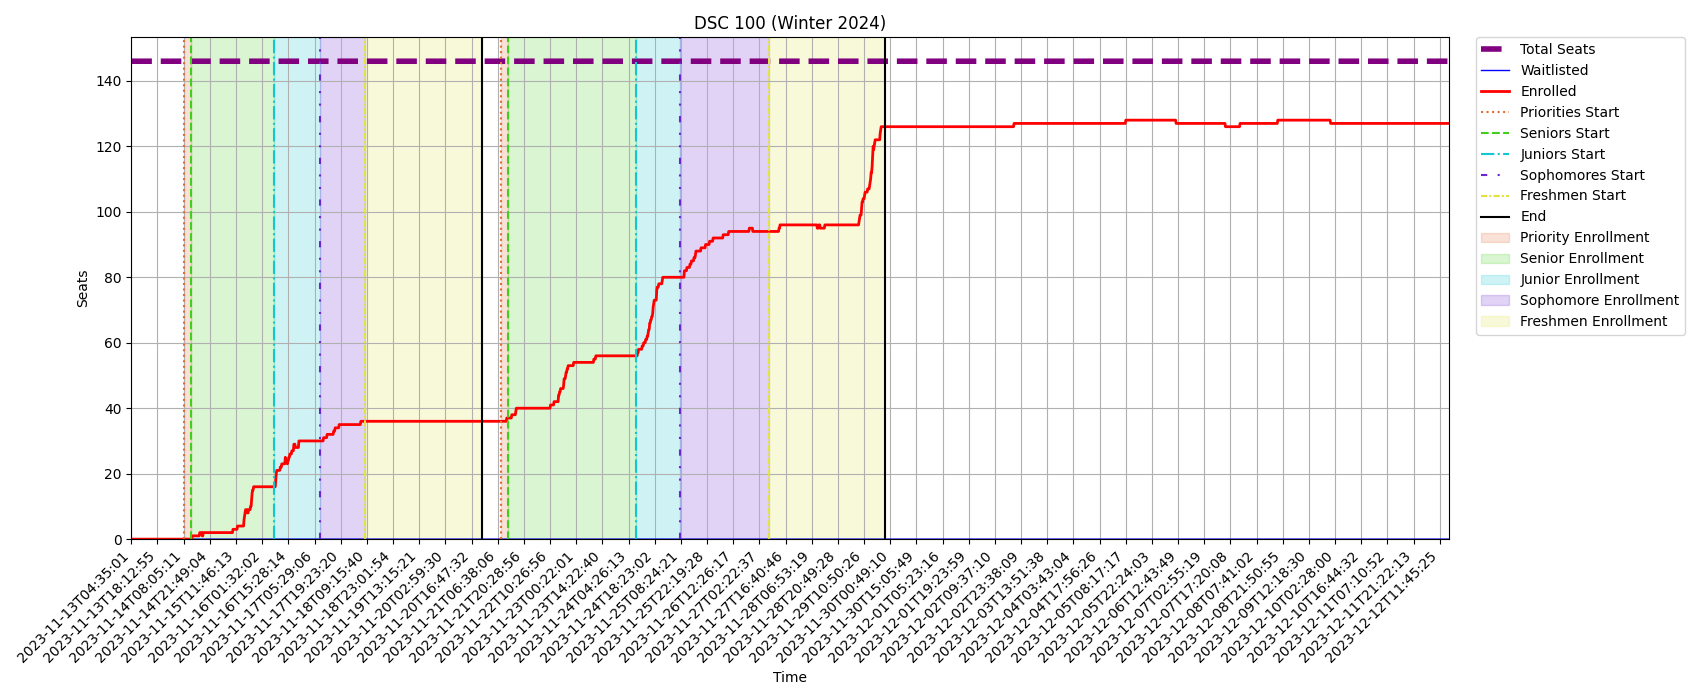 DSC 100 (Winter 2024)
Seats
140
120
100
80
60
40
20
0
2023-11-13T04:35:01
2023-11-13T18:12:55
2023-11-14T08:05:11
2023-11-14T21:49:04
2023-11-15T11:46:13
2023-11-16T01:32:02
2023-11-16T15:28:14
2023-11-17T05:29:06
2023-11-17T19:23:20
2023-11-18T09:15:40
2023-11-18T23:01:54
2023-11-19T13:15:21
2023-11-20T02:59:30
2023-11-20T16:47:32
2023-11-21T06:38:06
2023-11-21T20:28:56
2023-11-22T10:26:56
2023-11-23T00:22:01
2023-11-23T14:22:40
2023-11-24T04:26:13
2023-11-24T18:23:02
2023-11-25T08:24:21
2023-11-25T22:19:28
2023-11-26T12:26:17
2023-11-27T02:22:37
2023-11-27T16:40:46
2023-11-28T06:53:19
2023-11-28T20:49:28
2023-11-29T10:50:26
2023-11-30T00:49:10
2023-11-30T15:05:49
2023-12-01T05:23:16
2023-12-01T19:23:59
2023-12-02T09:37:10
2023-12-02T23:38:09
2023-12-03T13:51:38
2023-12-04T03:43:04
2023-12-04T17:56:26
2023-12-05T08:17:17
2023-12-05T22:24:03
2023-12-06T12:43:49
2023-12-07T02:55:19
2023-12-07T17:20:08
2023-12-08T07:41:02
2023-12-08T21:50:55
2023-12-09T12:18:30
2023-12-10T02:28:00
2023-12-10T16:44:32
2023-12-11T07:10:52
2023-12-11T21:22:13
2023-12-12T11:45:25
Time
Total Seats
Waitlisted
Enrolled
Priorities Start
Seniors Start
Juniors Start
Sophomores Start
Freshmen Start
End
Priority Enrollment
Senior Enrollment
Junior Enrollment
Sophomore Enrollment
Freshmen Enrollment